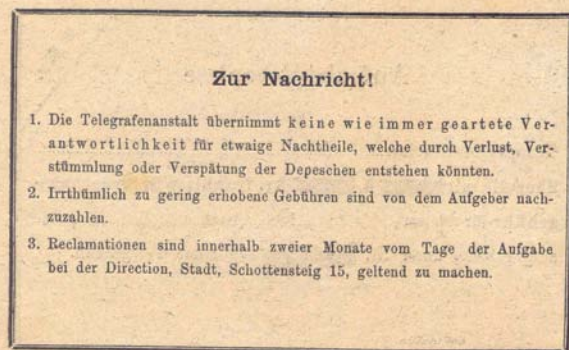 Zur Nachricht!
1. Die Telegrafenanstalt übernimmt keine wie immer geartete Ver-
antwortlichkeit für etwaige Nachtheile, welche durch Verlust, Ver-
stümmlung oder Verspätung der Depeschen entstehen könnten.
2. Irrthümlich zu gering erhobene Gebühren sind von dem Aufgeber nach-
zuzahlen.
3. Reclamationen sind innerhalb zweier Monate vom Tage der Aufgabe
bei der Direction, Stadt, Schottensteig 15, geltend zu machen.